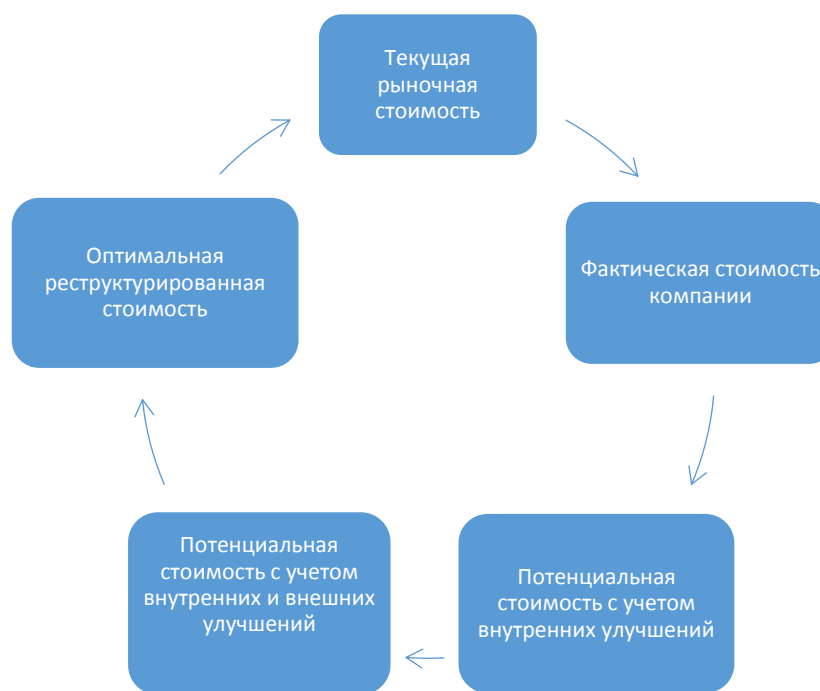 Текущая
рыночная
стоимость
Фактическая стоимость
компании
Потенциальная
стоимость с учетом
внутренних улучшений
Потенциальная
стоимость с учетом
внутренних и внешних
улучшений
Оптимальная
реструктурированная
стоимость